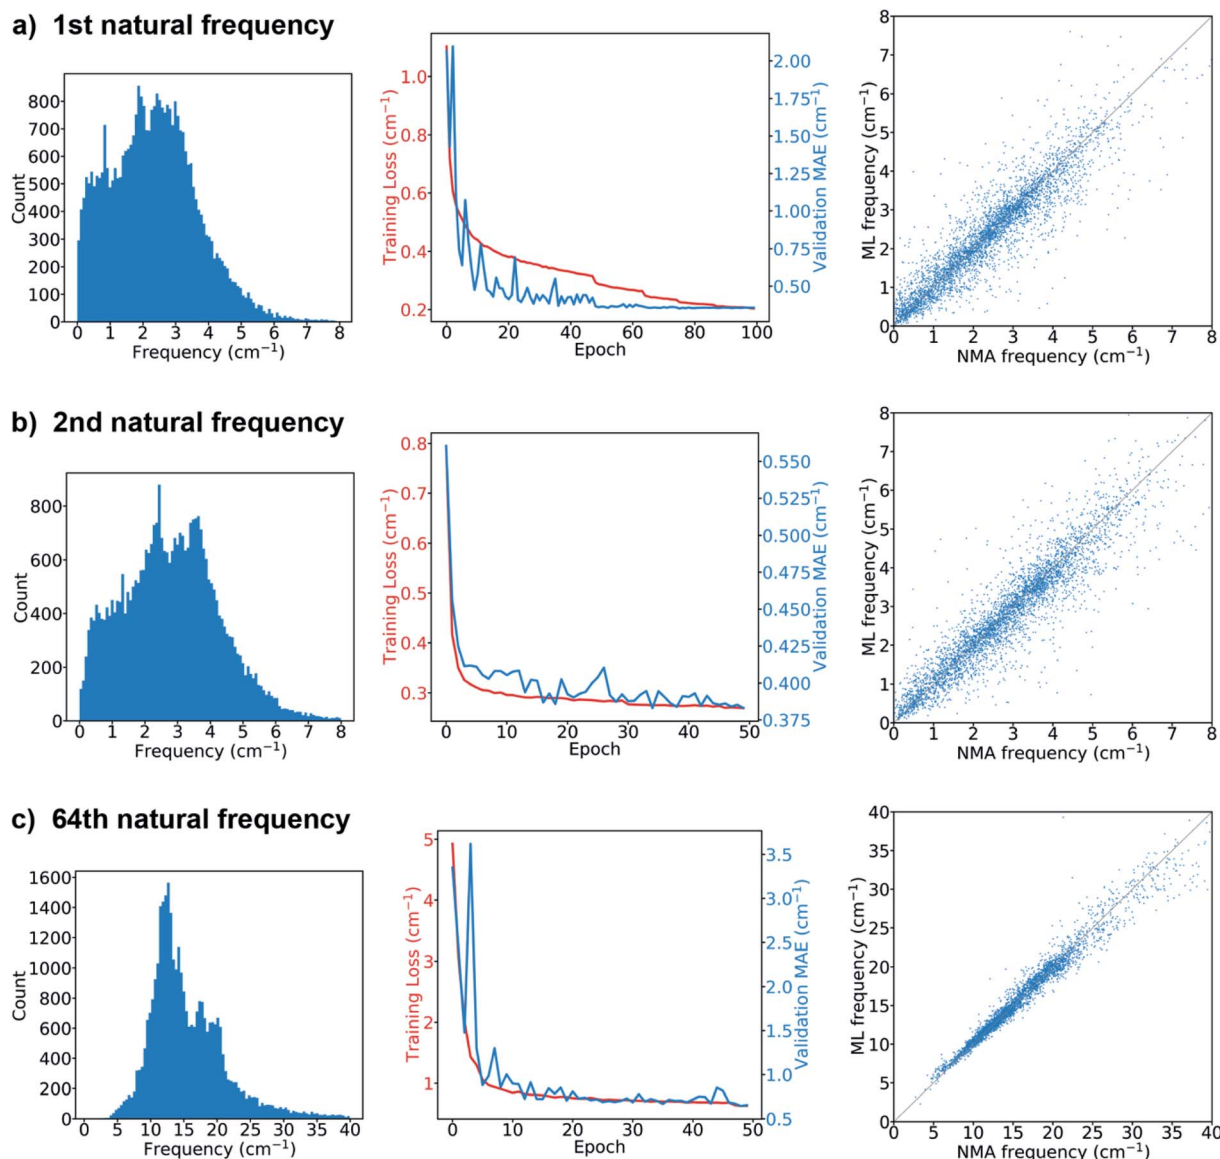 a) 1st natural frequency
800
700
600
500
400
300
200
100
0
Count
0 1 2 3 4 5 6 7 8
Frequency (cm⁻¹)
1.0
0.8
0.6
0.4
0.2
Training Loss (cm⁻¹)
0 20 40 60 80 100
Epoch
2.00
1.75
1.50
1.25
1.00
0.75
0.50
Validation MAE (cm⁻¹)
8
7
6
5
4
3
2
1
0
ML frequency (cm⁻¹)
0 1 2 3 4 5 6 7 8
NMA frequency (cm⁻¹)
b) 2nd natural frequency
800
600
400
200
0
Count
0 1 2 3 4 5 6 7 8
Frequency (cm⁻¹)
0.8
0.7
0.6
0.5
0.4
0.3
Training Loss (cm⁻¹)
0 10 20 30 40 50
Epoch
0.550
0.525
0.500
0.475
0.450
0.425
0.400
0.375
Validation MAE (cm⁻¹)
8
7
6
5
4
3
2
1
0
ML frequency (cm⁻¹)
0 1 2 3 4 5 6 7 8
NMA frequency (cm⁻¹)
c) 64th natural frequency
1600
1400
1200
1000
800
600
400
200
0
Count
0 5 10 15 20 25 30 35 40
Frequency (cm⁻¹)
5
4
3
2
1
Training Loss (cm⁻¹)
0 10 20 30 40 50
Epoch
3.5
3.0
2.5
2.0
1.5
1.0
0.5
Validation MAE (cm⁻¹)
40
35
30
25
20
15
10
5
0
ML frequency (cm⁻¹)
0 5 10 15 20 25 30 35 40
NMA frequency (cm⁻¹)